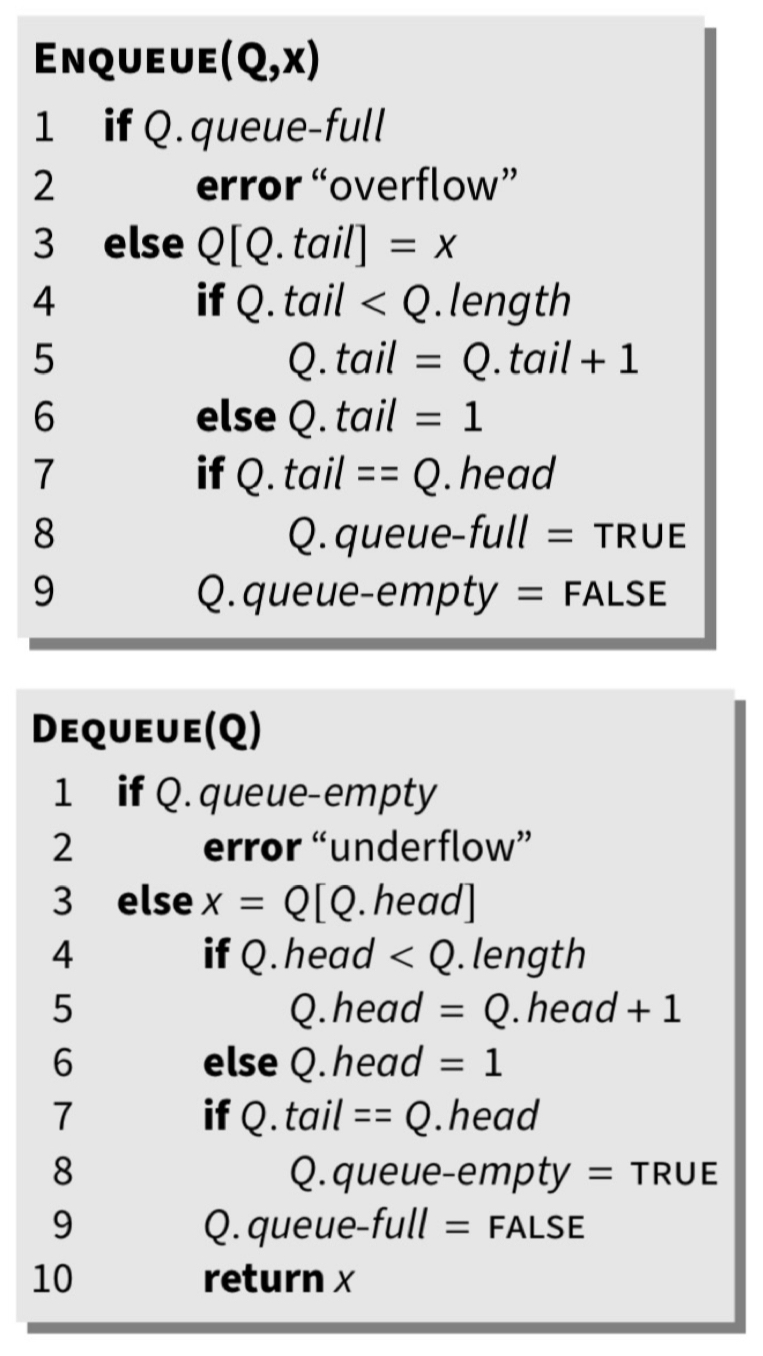 ENQUEUE(Q,x)
1 if Q.queue-full
2 error “overflow”
3 else Q[Q.tail] = x
4 if Q.tail < Q.length
5 Q.tail = Q.tail + 1
6 else Q.tail = 1
7 if Q.tail == Q.head
8 Q.queue-full = TRUE
9 Q.queue-empty = FALSE
DEQUEUE(Q)
1 if Q.queue-empty
2 error “underflow”
3 else x = Q[Q.head]
4 if Q.head < Q.length
5 Q.head = Q.head + 1
6 else Q.head = 1
7 if Q.tail == Q.head
8 Q.queue-empty = TRUE
9 Q.queue-full = FALSE
10 return x